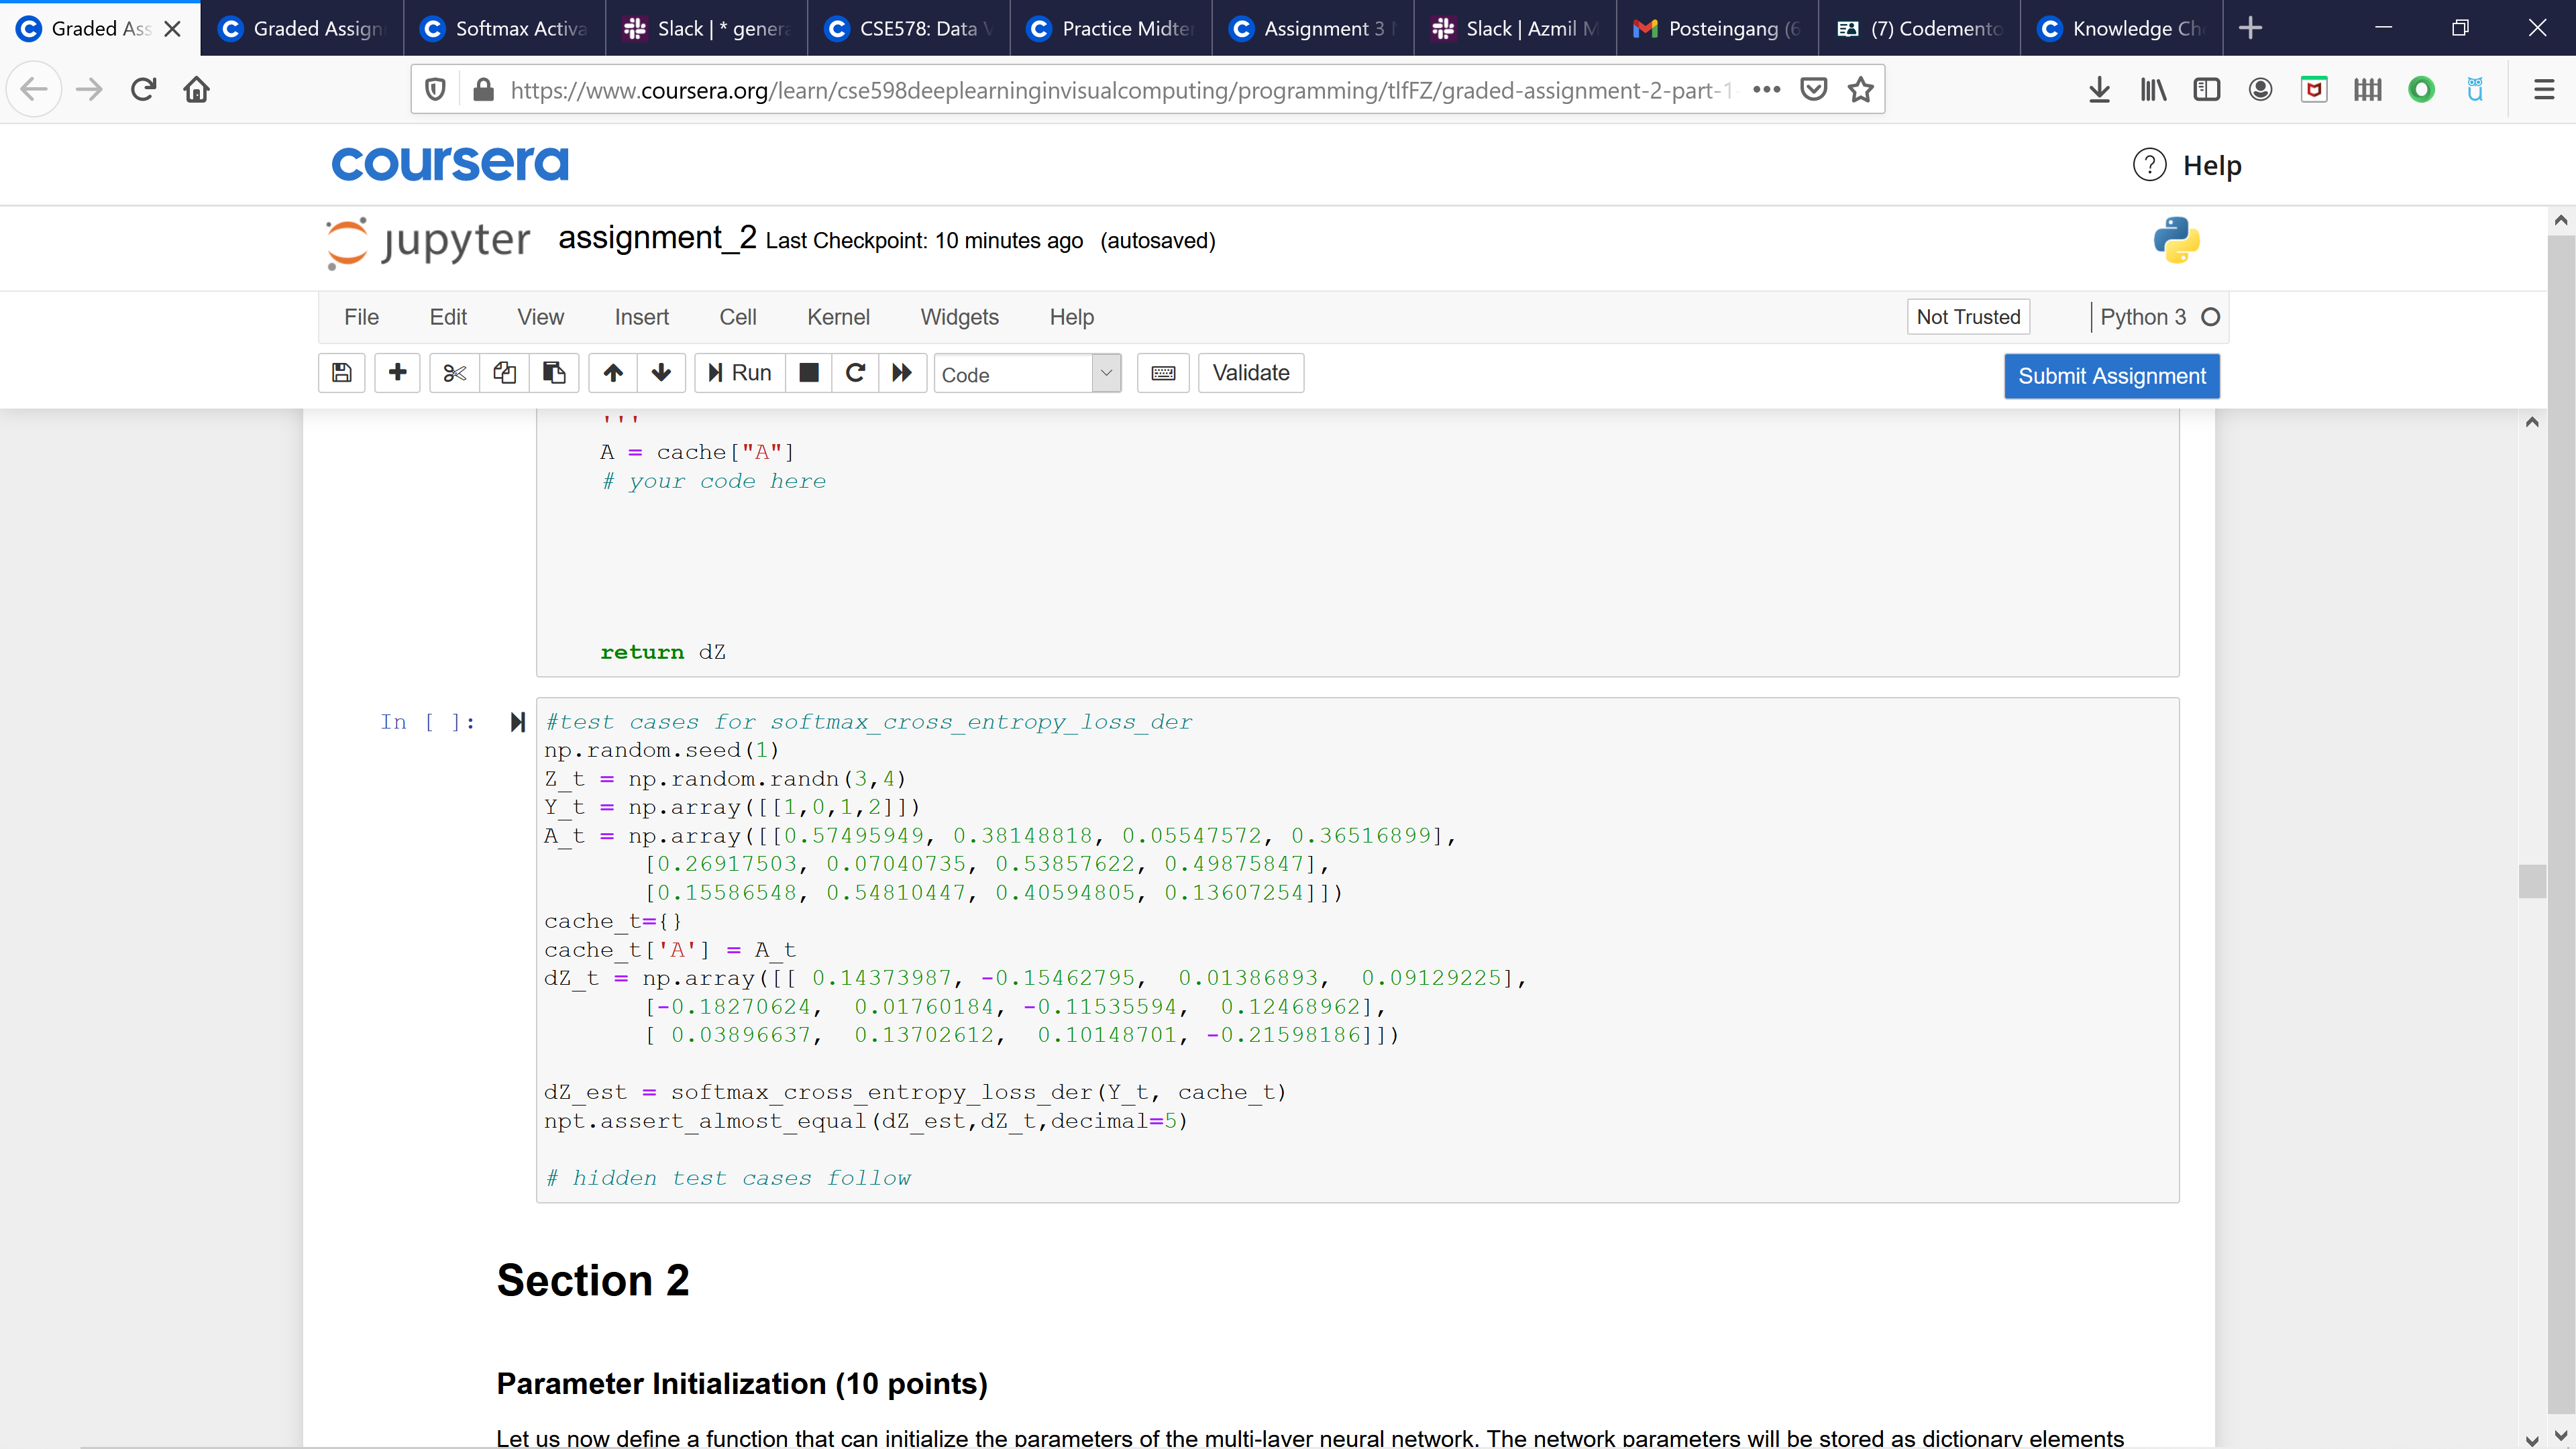 Graded Ass
Graded Assign
Softmax Activa
Slack | * genera
CSE578: Data V
Practice Midter
Assignment 3
Slack | Azmil M
Posteingang (6
(7) Codemento
Knowledge Ch
https://www.coursera.org/learn/cse598deeplearninginvisualcomputing/programming/tlfFZ/graded-assignment-2-part-1-
coursera
? Help
jupyter assignment_2 Last Checkpoint: 10 minutes ago (autosaved)
File Edit View Insert Cell Kernel Widgets Help Not Trusted Python 3
Run Code Validate Submit Assignment
'''
A = cache["A"]
# your code here
return dZ
In [ ]:
#test cases for softmax_cross_entropy_loss_der
np.random.seed(1)
Z_t = np.random.randn(3,4)
Y_t = np.array([[1,0,1,2]])
A_t = np.array([[0.57495949, 0.38148818, 0.05547572, 0.36516899],
[0.26917503, 0.07040735, 0.53857622, 0.49875847],
[0.15586548, 0.54810447, 0.40594805, 0.13607254]])
cache_t={}
cache_t['A'] = A_t
dZ_t = np.array([[ 0.14373987, -0.15462795, 0.01386893, 0.09129225],
[-0.18270624, 0.01760184, -0.11535594, 0.12468962],
[ 0.03896637, 0.13702612, 0.10148701, -0.21598186]])
dZ_est = softmax_cross_entropy_loss_der(Y_t, cache_t)
npt.assert_almost_equal(dZ_est,dZ_t,decimal=5)
# hidden test cases follow
Section 2
Parameter Initialization (10 points)
Let us now define a function that can initialize the parameters of the multi-layer neural network. The network parameters will be stored as dictionary elements